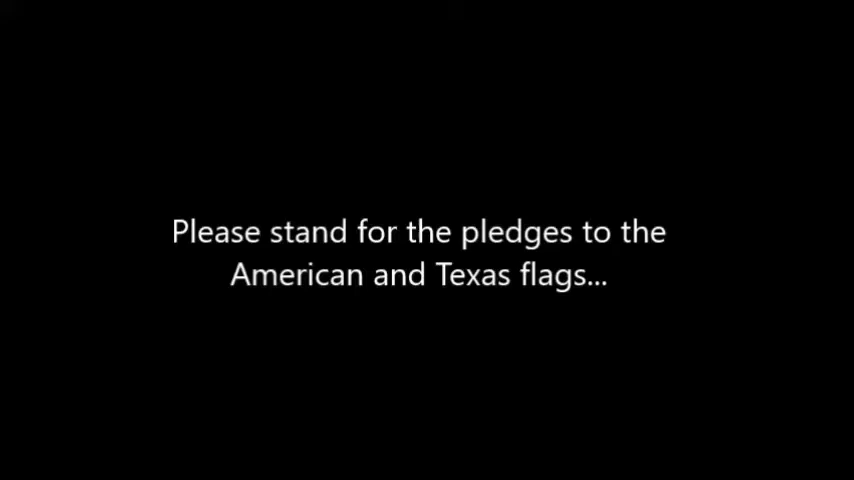 Please stand for the pledges to the
American and Texas flags...